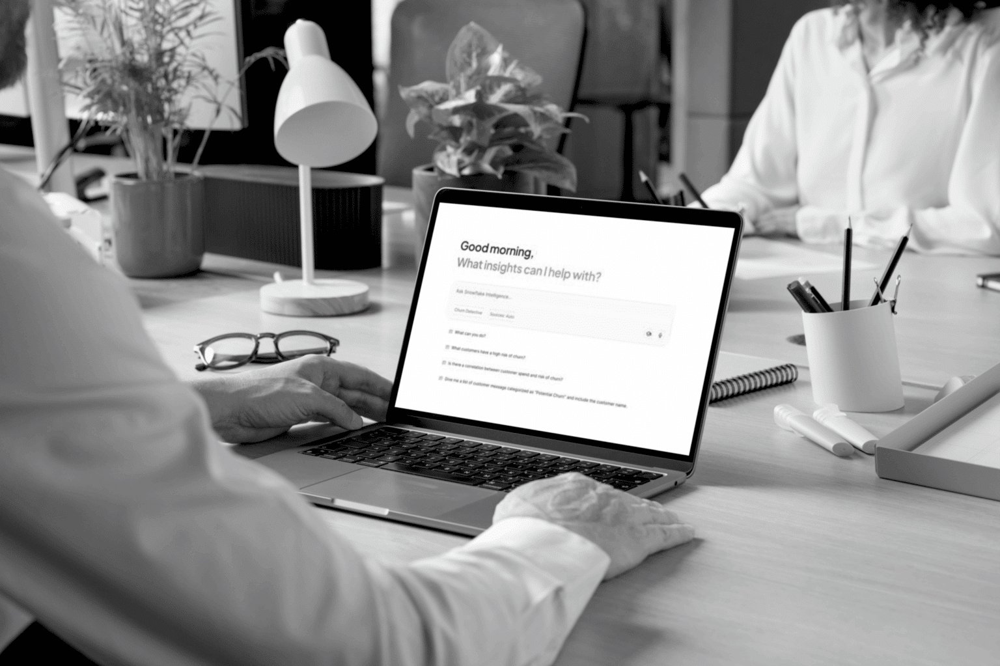 Good morning,
What insights can I help with?
Ask Snowflake Intelligence...
Churn Detective Sources: Auto
What can you do?
What customers have a high risk of churn?
Is there a correlation between customer spend and risk of churn?
Give me a list of customer message categorized as "Potential Churn" and include the customer name.